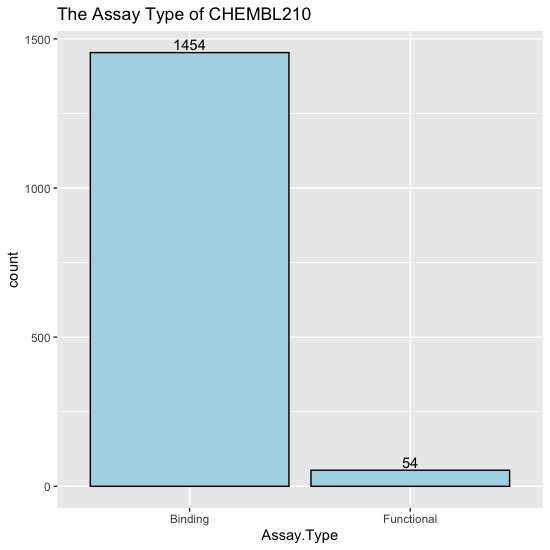 The Assay Type of CHEMBL210
1500
1454
1000
count
500
54
0
Binding
Functional
Assay.Type